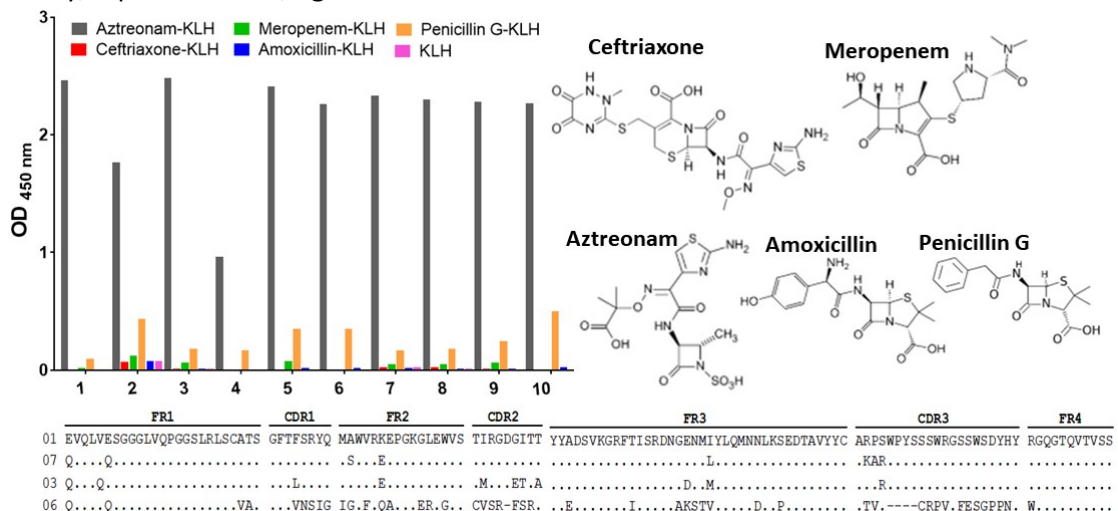 3
Aztreonam-KLH Meropenem-KLH Penicillin G-KLH
Ceftriaxone-KLH Amoxicillin-KLH KLH
2
1
0
OD 450 nm
1 2 3 4 5 6 7 8 9 10
Ceftriaxone Meropenem
Aztreonam Amoxicillin Penicillin G
FR1 CDR1 FR2 CDR2 FR3 CDR3 FR4
01 EVQLVESGGGLVQPGGSLRLSCATS GFTFSRYQ MAWVRKEPGKGLEWVS TIRGDGITT YYADSVKGRFTISRDNGENMIYLQMNNLKSEDTAVYYC ARPSWPYSSSWRGSSWSDYHY RGQGTQVTVSS
07 Q....Q................... ........ .S...E.......... ......... ....................L................. .KAR................. ...........
03 Q....Q................... ...L.... .....E.......... .M...ET.A .................D..M................. ...R................. ...........
06 Q....Q................VA. ...VNSIG IG.F.QA...ER.G.. CVSR-FSR. ..E.......I.....AKSTV.....D..P........ .TV.----CRPV.FESGPPN. W..........